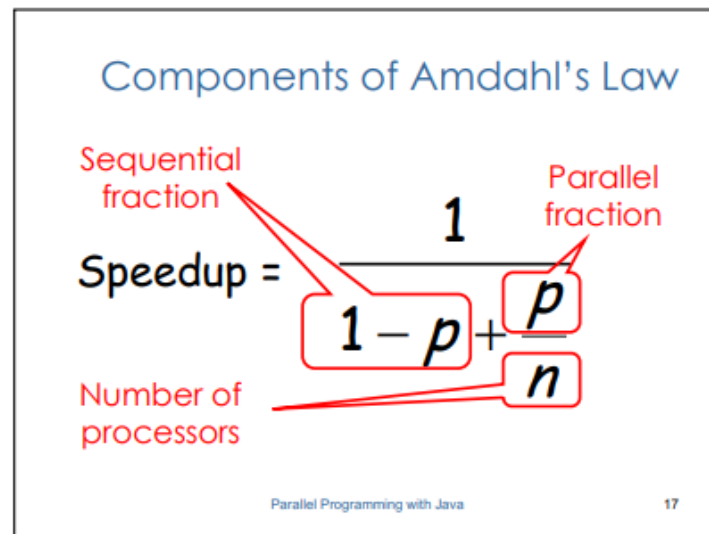 Components of Amdahl's Law
Sequential
fraction
Parallel
fraction
1
Speedup =
1 – p + p
n
Number of
processors
Parallel Programming with Java
17